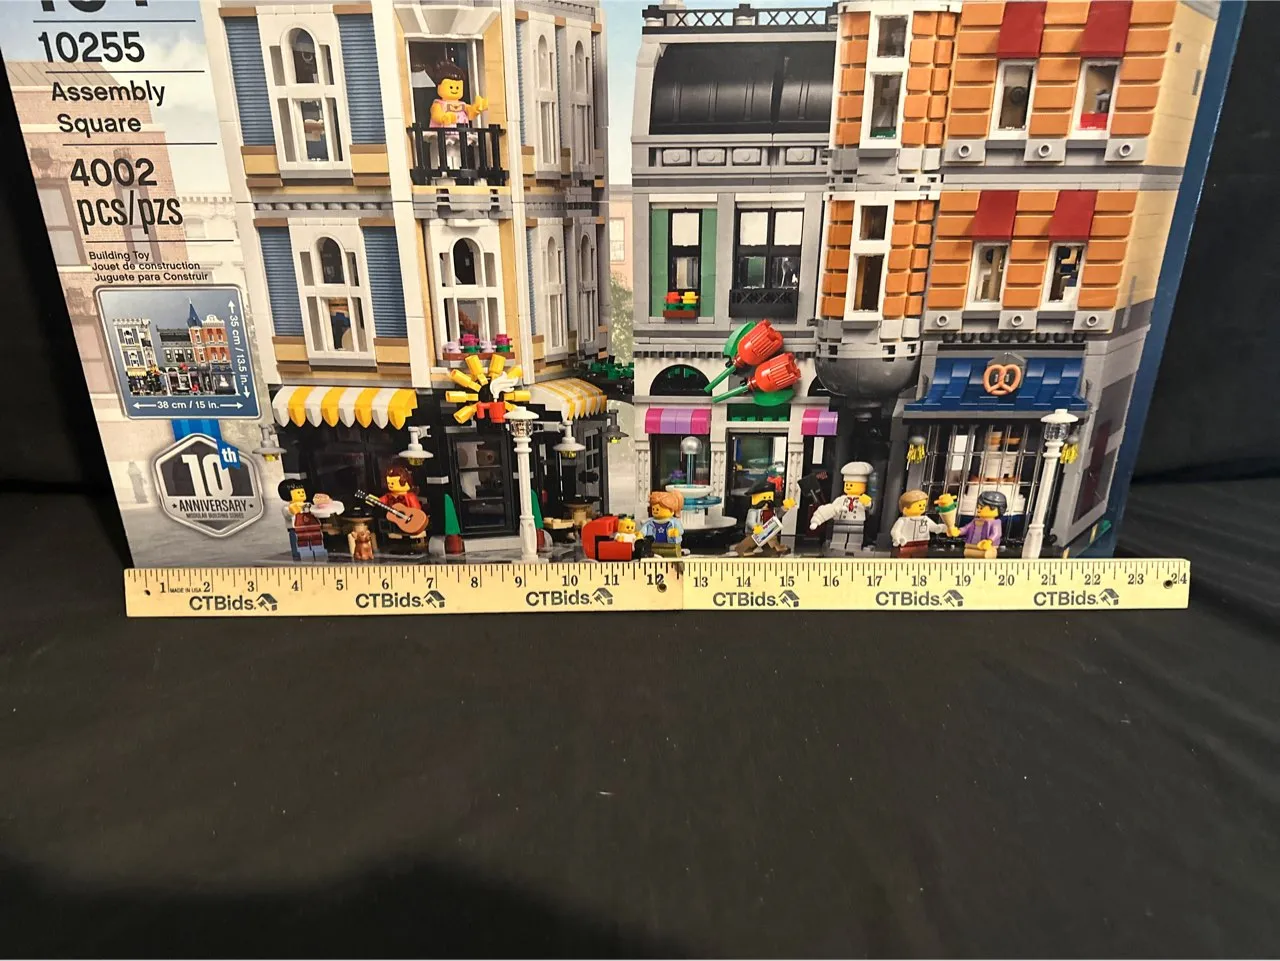 10255
Assembly
Square
4002
pcs/pzs
Building Toy
Jouet de construction
Juguete para Construir
35 cm / 13.5 in.
38 cm / 15 in.
10th
ANNIVERSARY
MODULAR BUILDING SERIES
1 2 3 4 5 6 7 8 9 10 11 12 13 14 15 16 17 18 19 20 21 22 23 24
MADE IN USA
CTBids. CTBids. CTBids. CTBids. CTBids. CTBids.